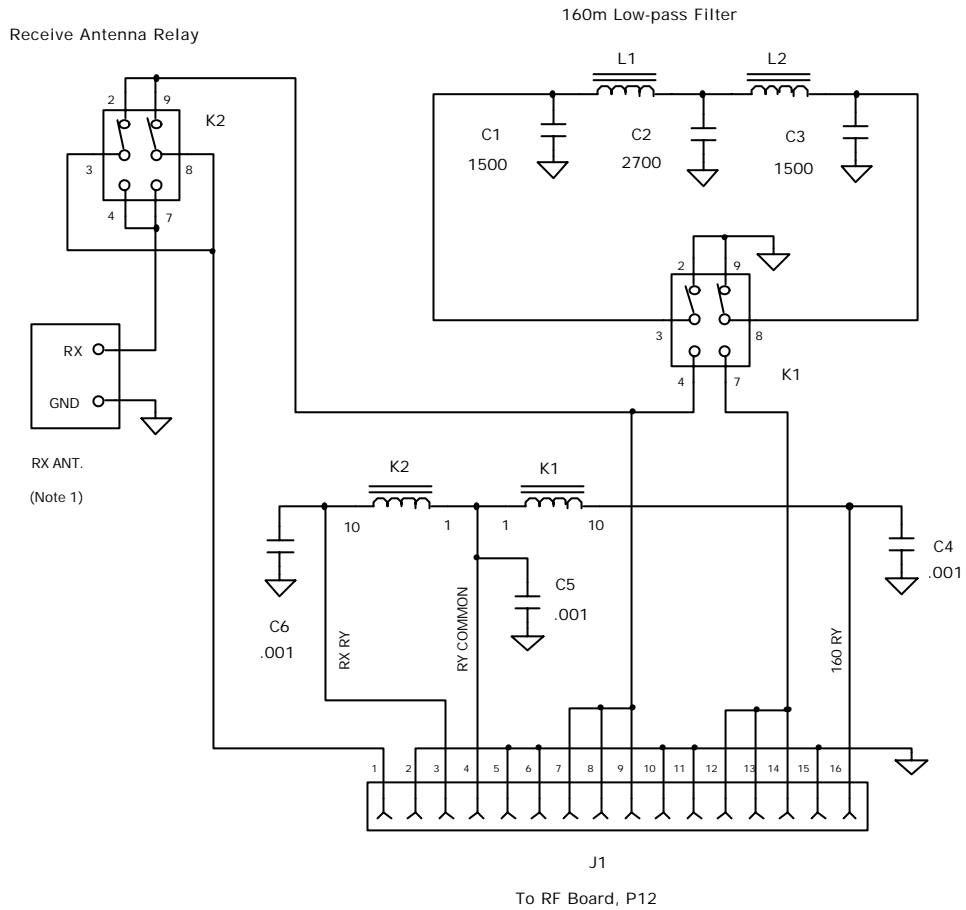 160m Low-pass Filter
Receive Antenna Relay
L1 L2
2 9
K2
C1
1500
C2
2700
C3
1500
3 8
4 7
2 9
3 8
K1
4 7
RX
GND
RX ANT.
(Note 1)
K2 K1
10 1 1 10
C4
.001
C5
.001
C6
.001
RX RY
RY COMMON
160 RY
1 2 3 4 5 6 7 8 9 10 11 12 13 14 15 16
J1
To RF Board, P12